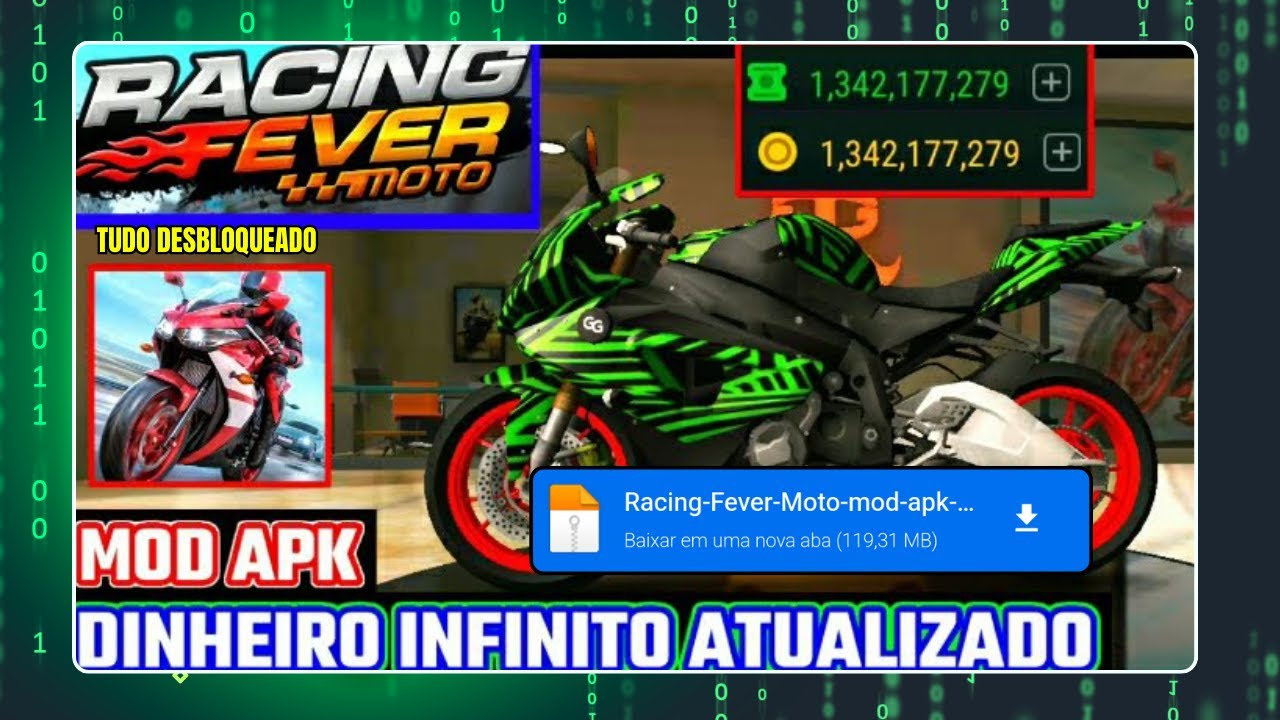 RACING
FEVER
MOTO
1,342,177,279
1,342,177,279
TUDO DESBLOQUEADO
GG
Racing-Fever-Moto-mod-apk-...
Baixar em uma nova aba (119,31 MB)
MOD APK
DINHEIRO INFINITO ATUALIZADO